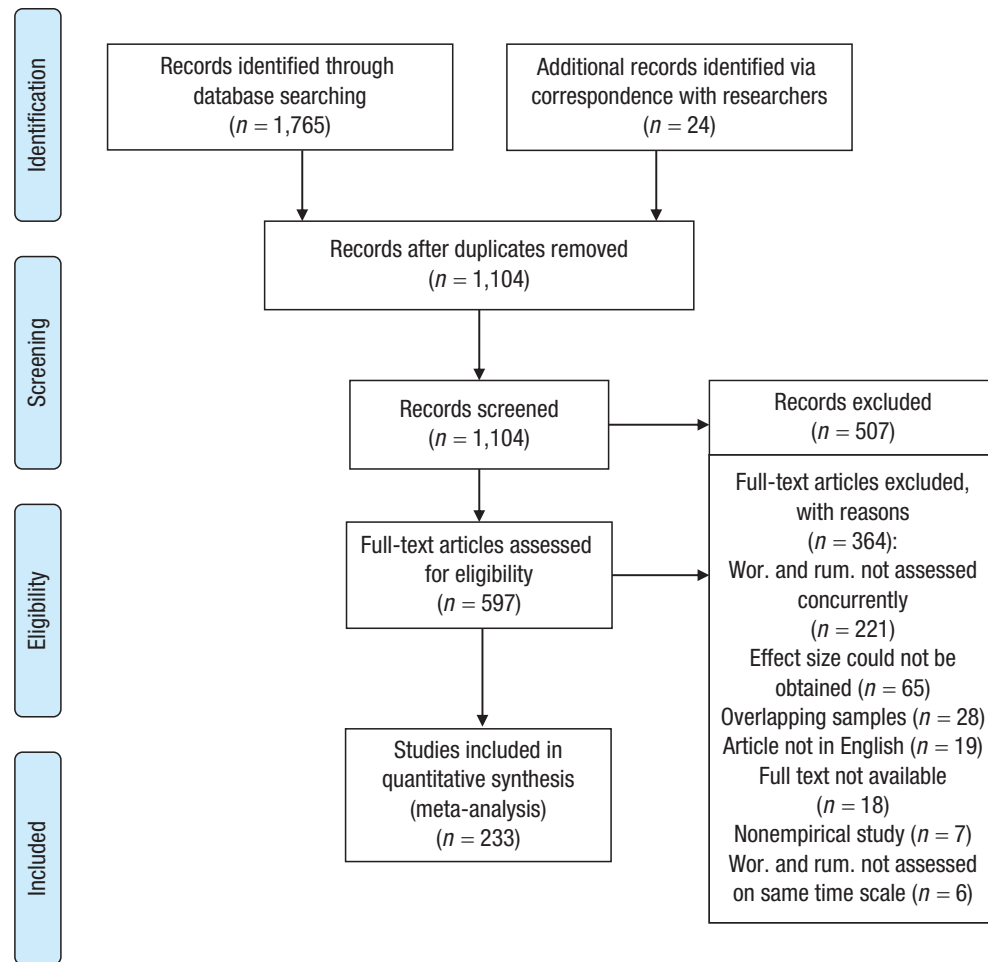 Identification
Records identified through
database searching
(n = 1,765)
Additional records identified via
correspondence with researchers
(n = 24)
Records after duplicates removed
(n = 1,104)
Screening
Records screened
(n = 1,104)
Records excluded
(n = 507)
Eligibility
Full-text articles assessed
for eligibility
(n = 597)
Full-text articles excluded,
with reasons
(n = 364):
Wor. and rum. not assessed
concurrently
(n = 221)
Effect size could not be
obtained (n = 65)
Overlapping samples (n = 28)
Article not in English (n = 19)
Full text not available
(n = 18)
Nonempirical study (n = 7)
Wor. and rum. not assessed
on same time scale (n = 6)
Included
Studies included in
quantitative synthesis
(meta-analysis)
(n = 233)